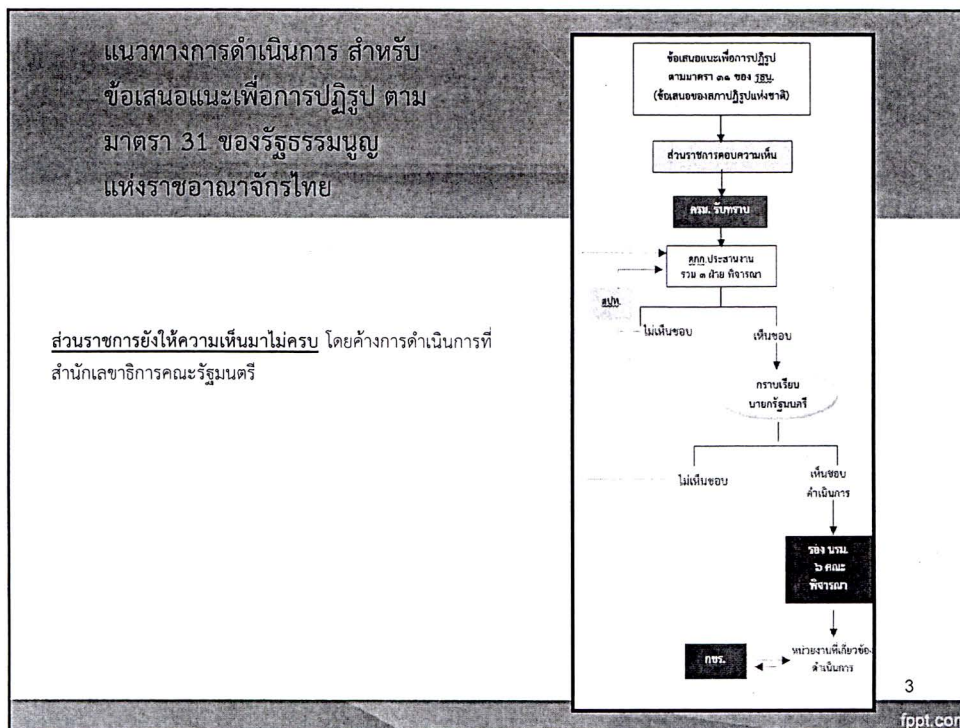 แนวทางการดำเนินการ สำหรับ
ข้อเสนอแนะเพื่อการปฏิรูป ตาม
มาตรา 31 ของรัฐธรรมนูญ
แห่งราชอาณาจักรไทย
ส่วนราชการยังให้ความเห็นมาไม่ครบ โดยค้างการดำเนินการที่
สำนักเลขาธิการคณะรัฐมนตรี
ข้อเสนอแนะเพื่อการปฏิรูป
ตามมาตรา ๓๑ ของ รธน.
(ข้อเสนอของสภาปฏิรูปแห่งชาติ)
ส่วนราชการตอบความเห็น
ครม. รับทราบ
ประสานงาน
รวม ๓ ฝ่าย พิจารณา
สปท.
ไม่เห็นชอบ
เห็นชอบ
กราบเรียน
นายกรัฐมนตรี
ไม่เห็นชอบ
เห็นชอบ
ดำเนินการ
รอง นรม.
๖ คณะ
พิจารณา
กขร.
หน่วยงานที่เกี่ยวข้อง
ดำเนินการ
3
fppt.com